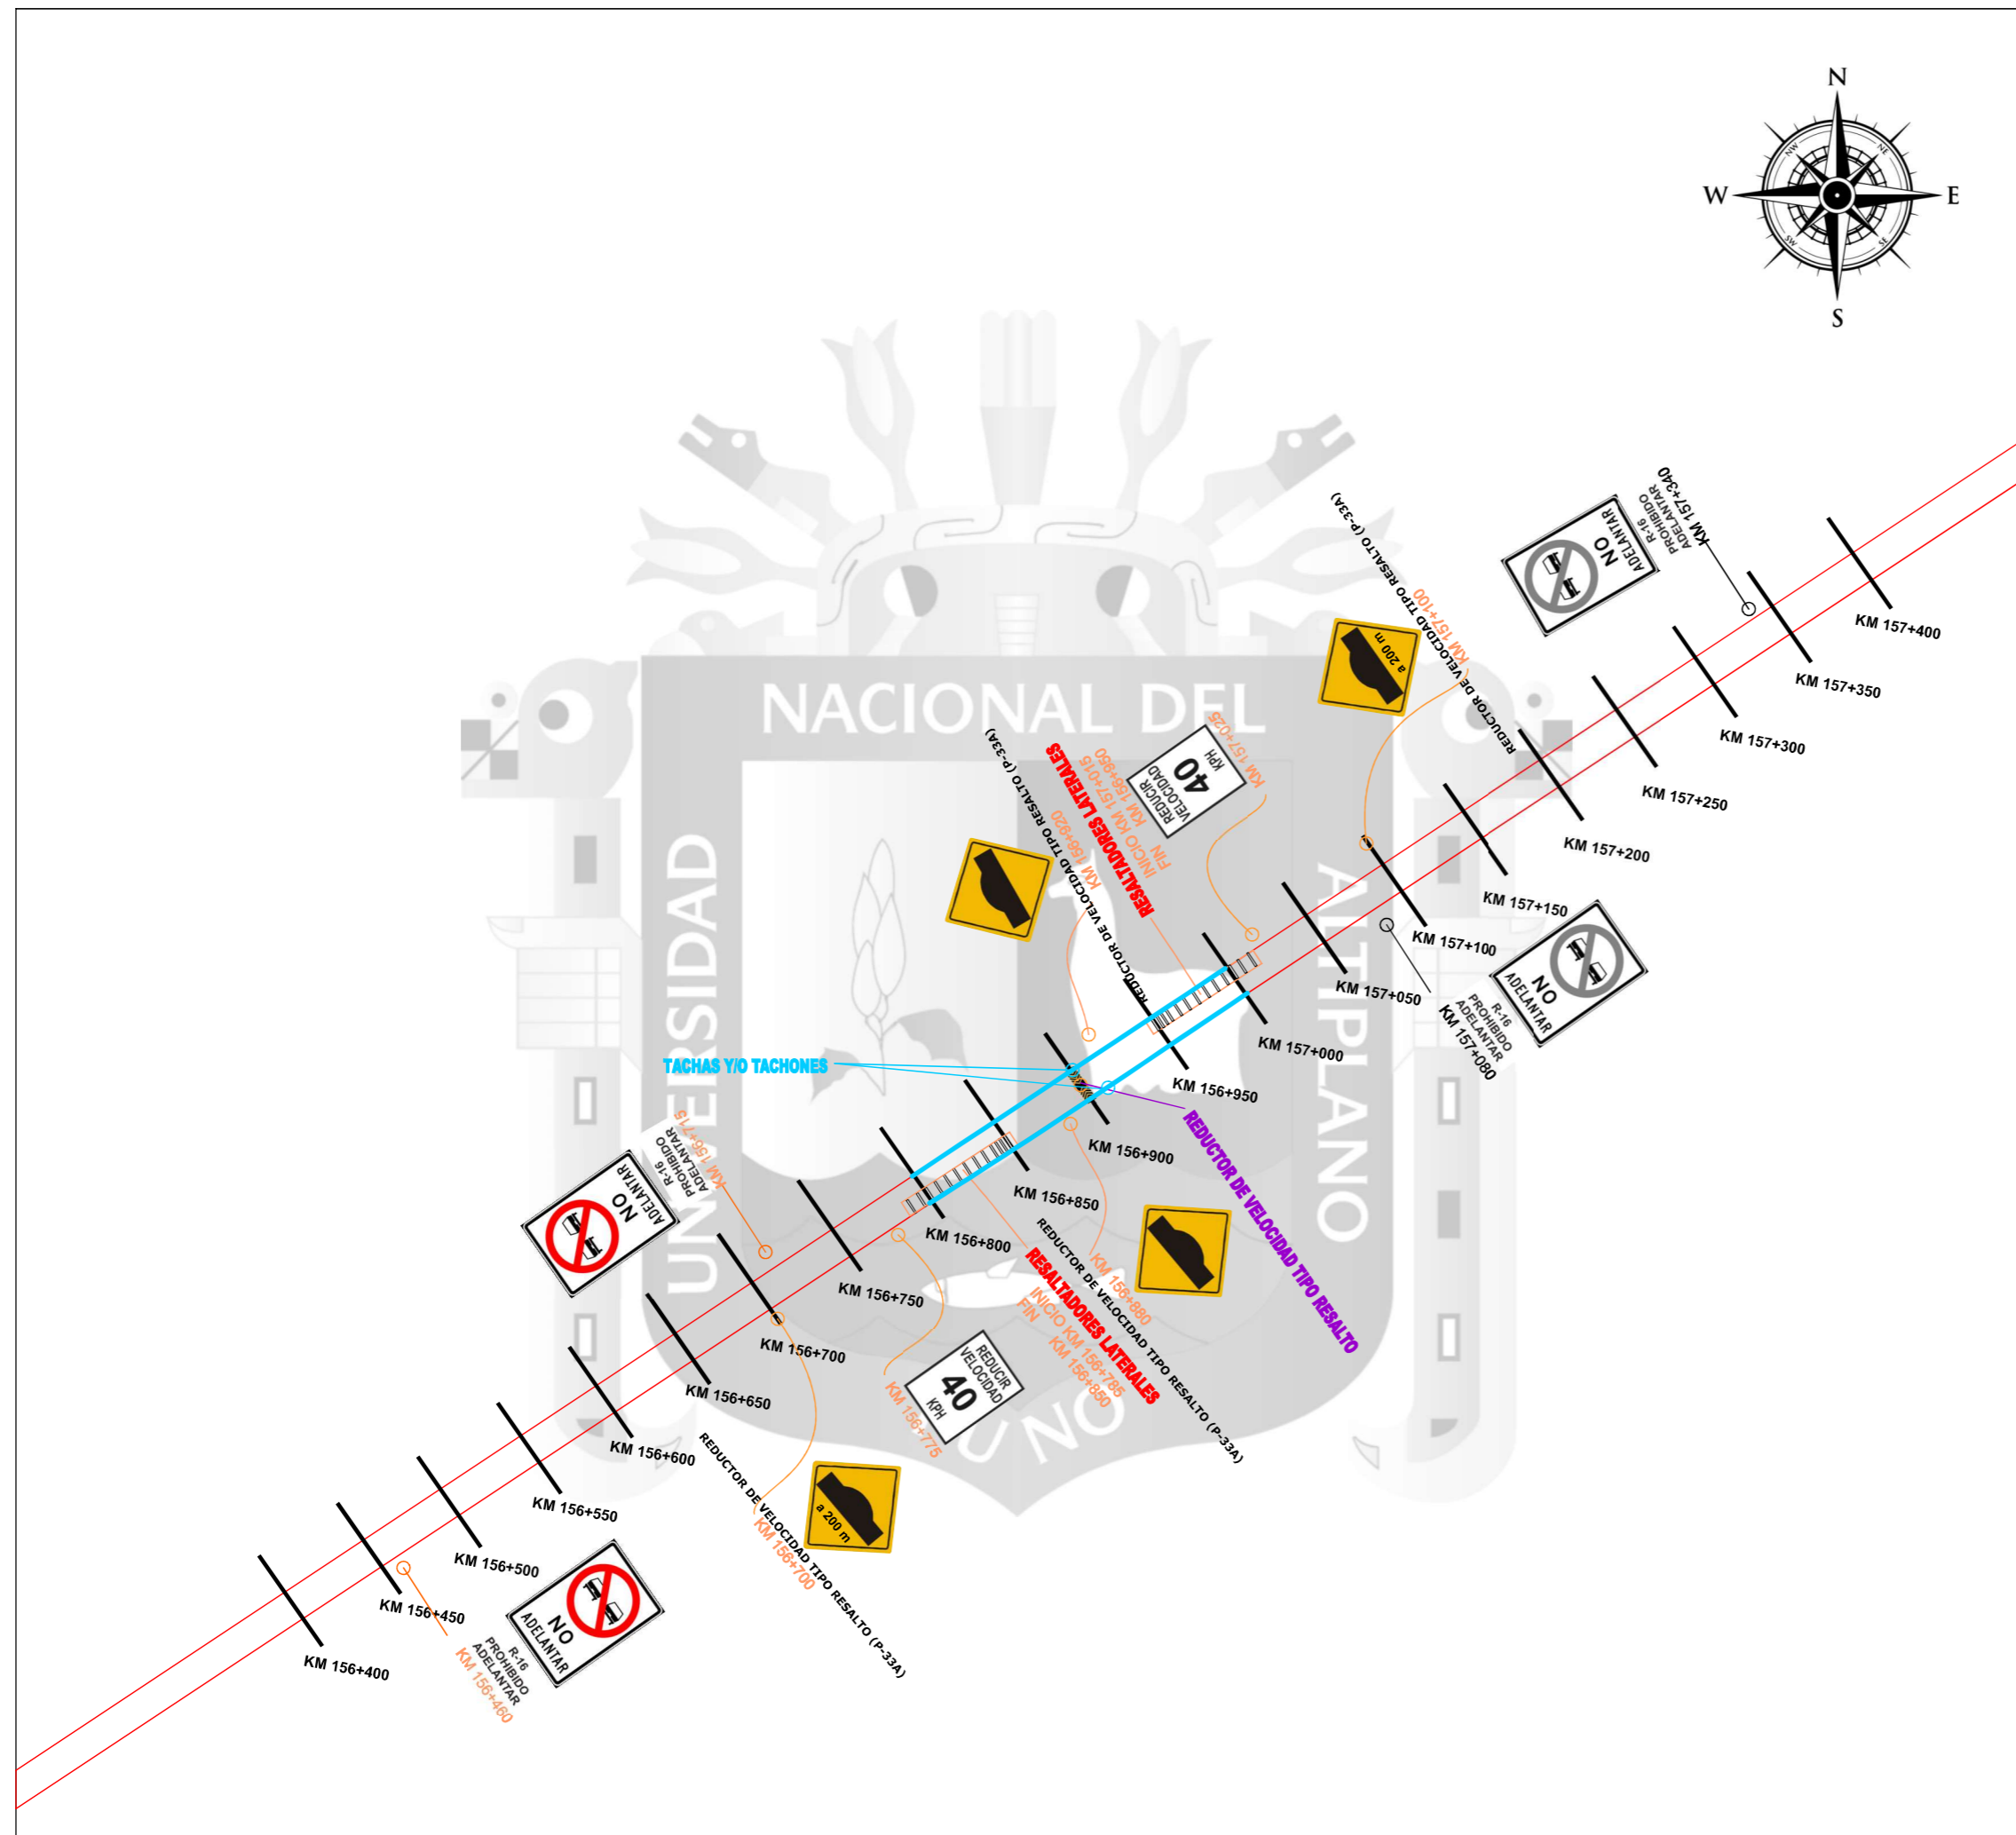 N
NW
NE
W
E
SW
SE
S
NACIONAL DEL
UNIVERSIDAD
ALTIPLANO
UNO
KM 157+340
R-16
PROHIBIDO
ADELANTAR
NO
ADELANTAR
REDUCTOR DE VELOCIDAD TIPO RESALTO (P-33A)
KM 157+100
a 200 m
KM 157+025
REDUCIR
VELOCIDAD
40
KPH
RESALTADORES LATERALES
INICIO KM 157+015
FIN KM 156+950
REDUCTOR DE VELOCIDAD TIPO RESALTO (P-33A)
KM 156+920
KM 157+400
KM 157+350
KM 157+300
KM 157+250
KM 157+200
KM 157+150
KM 157+100
KM 157+050
KM 157+000
KM 156+950
KM 156+900
KM 156+850
KM 156+800
KM 156+750
KM 156+700
KM 156+650
KM 156+600
KM 156+550
KM 156+500
KM 156+450
KM 156+400
NO
ADELANTAR
R-16
PROHIBIDO
ADELANTAR
KM 157+080
TACHAS Y/O TACHONES
REDUCTOR DE VELOCIDAD TIPO RESALTO
KM 156+715
R-16
PROHIBIDO
ADELANTAR
NO
ADELANTAR
KM 156+880
REDUCTOR DE VELOCIDAD TIPO RESALTO (P-33A)
RESALTADORES LATERALES
INICIO KM 156+785
FIN KM 156+850
REDUCIR
VELOCIDAD
40
KPH
KM 156+775
a 200 m
REDUCTOR DE VELOCIDAD TIPO RESALTO (P-33A)
KM 156+700
NO
ADELANTAR
R-16
PROHIBIDO
ADELANTAR
KM 156+460